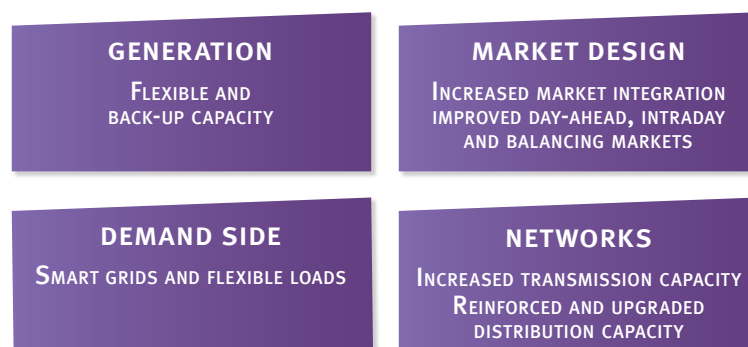 GENERATION
FLEXIBLE AND
BACK-UP CAPACITY
MARKET DESIGN
INCREASED MARKET INTEGRATION
IMPROVED DAY-AHEAD, INTRADAY
AND BALANCING MARKETS
DEMAND SIDE
SMART GRIDS AND FLEXIBLE LOADS
NETWORKS
INCREASED TRANSMISSION CAPACITY
REINFORCED AND UPGRADED
DISTRIBUTION CAPACITY